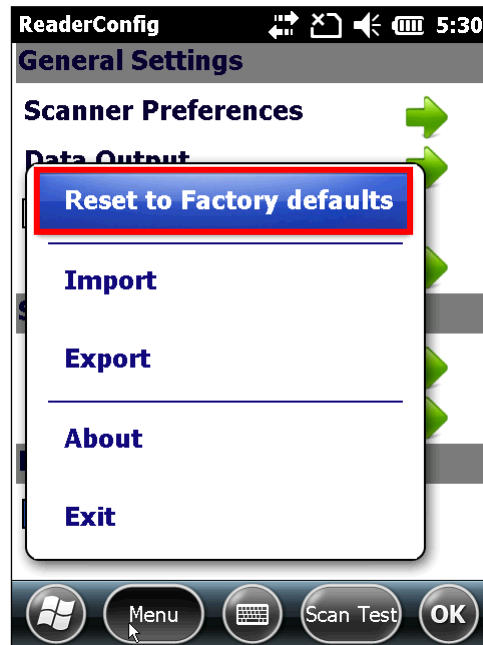 ReaderConfig 5:30
General Settings
Scanner Preferences
Data Output
Reset to Factory defaults
Import
Export
About
Exit
Menu Scan Test OK